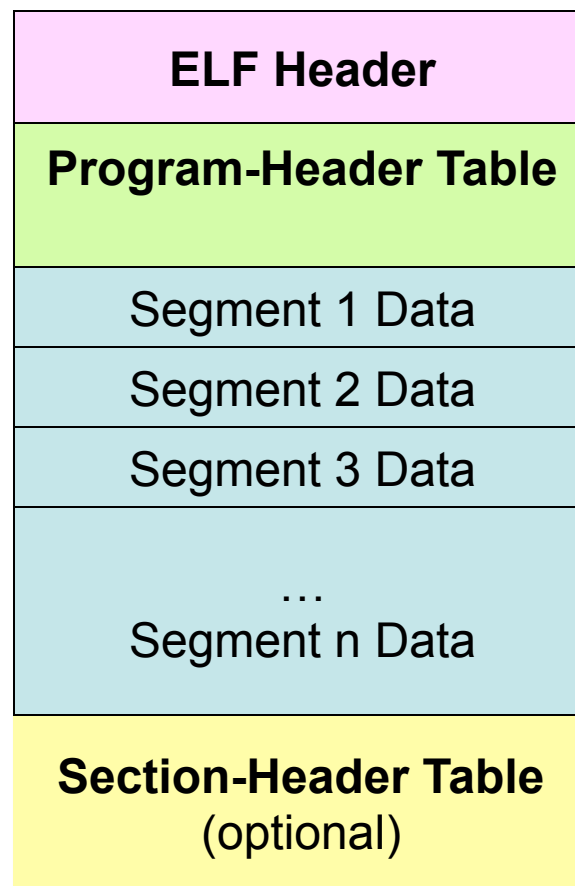 ELF Header
Program-Header Table
Segment 1 Data
Segment 2 Data
Segment 3 Data
…
Segment n Data
Section-Header Table
(optional)